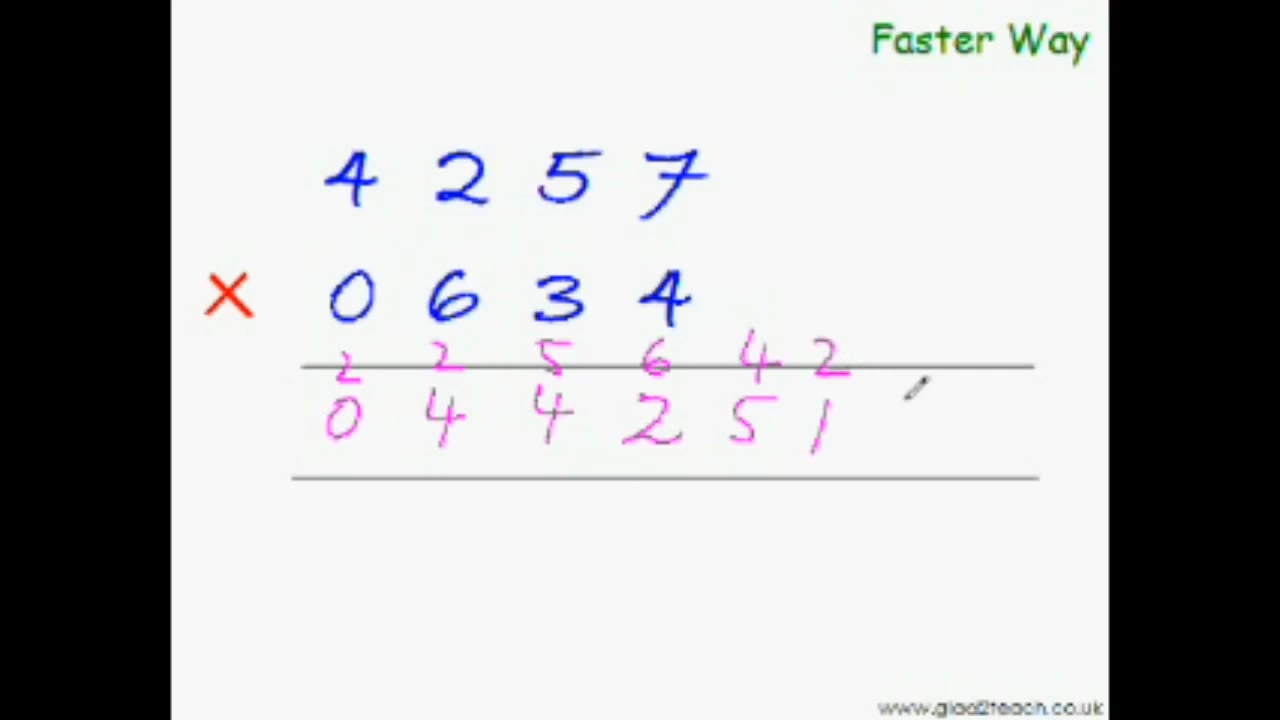 Faster Way
4 2 5 7
× 0 6 3 4
2 2 5 6 4 2
0 4 4 2 5 1
www.glad2teach.co.uk